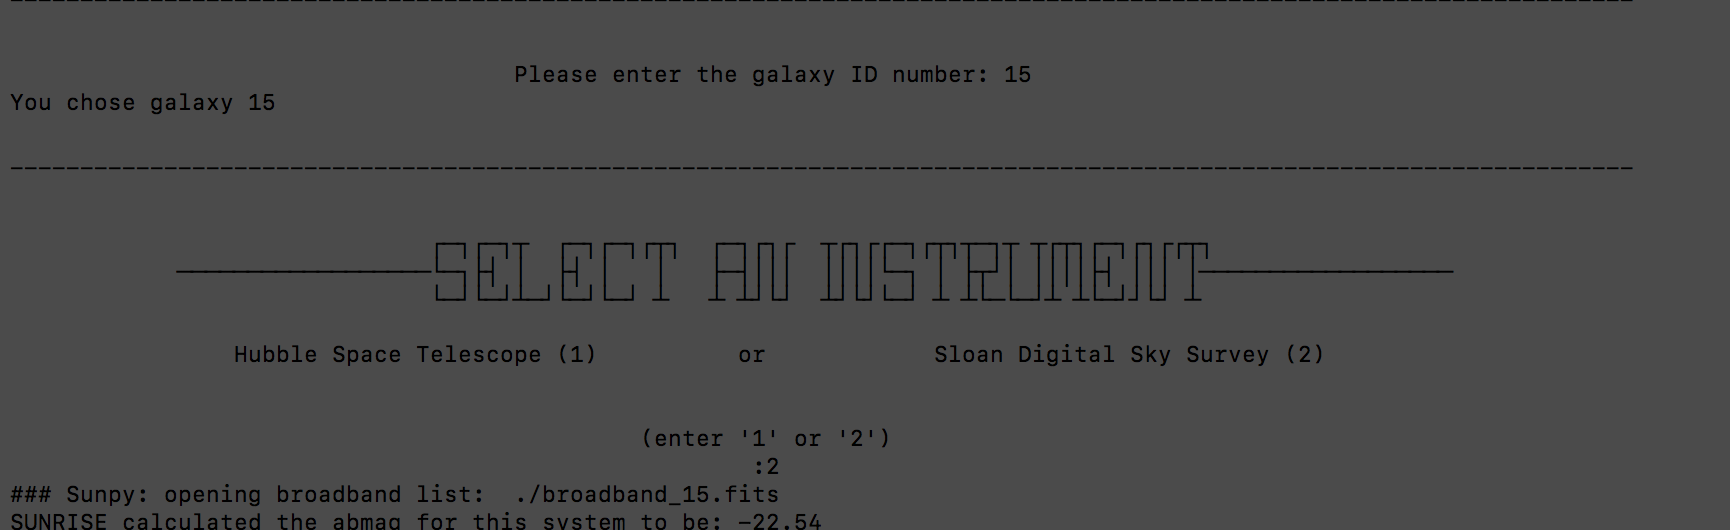 Please enter the galaxy ID number: 15
You chose galaxy 15
SELECT AN INSTRUMENT
Hubble Space Telescope (1) or Sloan Digital Sky Survey (2)
(enter '1' or '2')
:2
### Sunpy: opening broadband list: ./broadband_15.fits
SUNRISE calculated the abmag for this system to be: -22.54